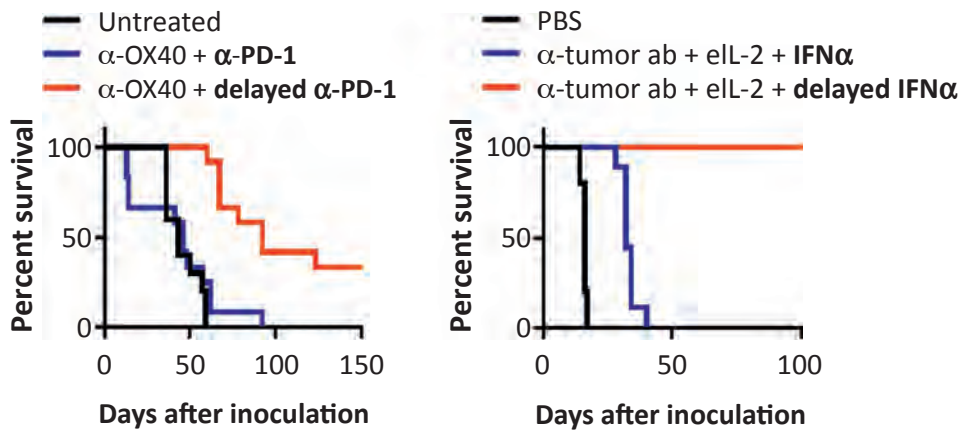 Untreated
α-OX40 + α-PD-1
α-OX40 + delayed α-PD-1
Percent survival
100
50
0
0 50 100 150
Days after inoculation
PBS
α-tumor ab + eIL-2 + IFNα
α-tumor ab + eIL-2 + delayed IFNα
Percent survival
100
50
0
0 50 100
Days after inoculation